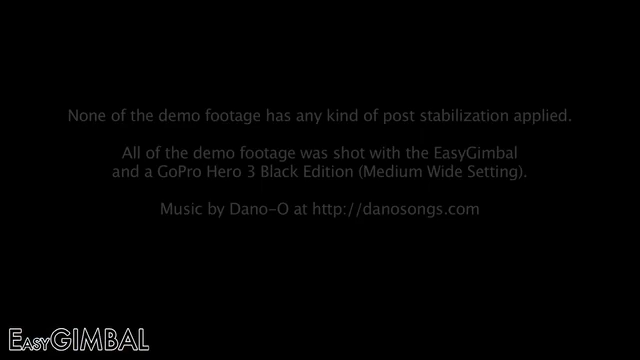 None of the demo footage has any kind of post stabilization applied.
All of the demo footage was shot with the EasyGimbal
and a GoPro Hero 3 Black Edition (Medium Wide Setting).
Music by Dano-O at http://danosongs.com
EasyGIMBAL